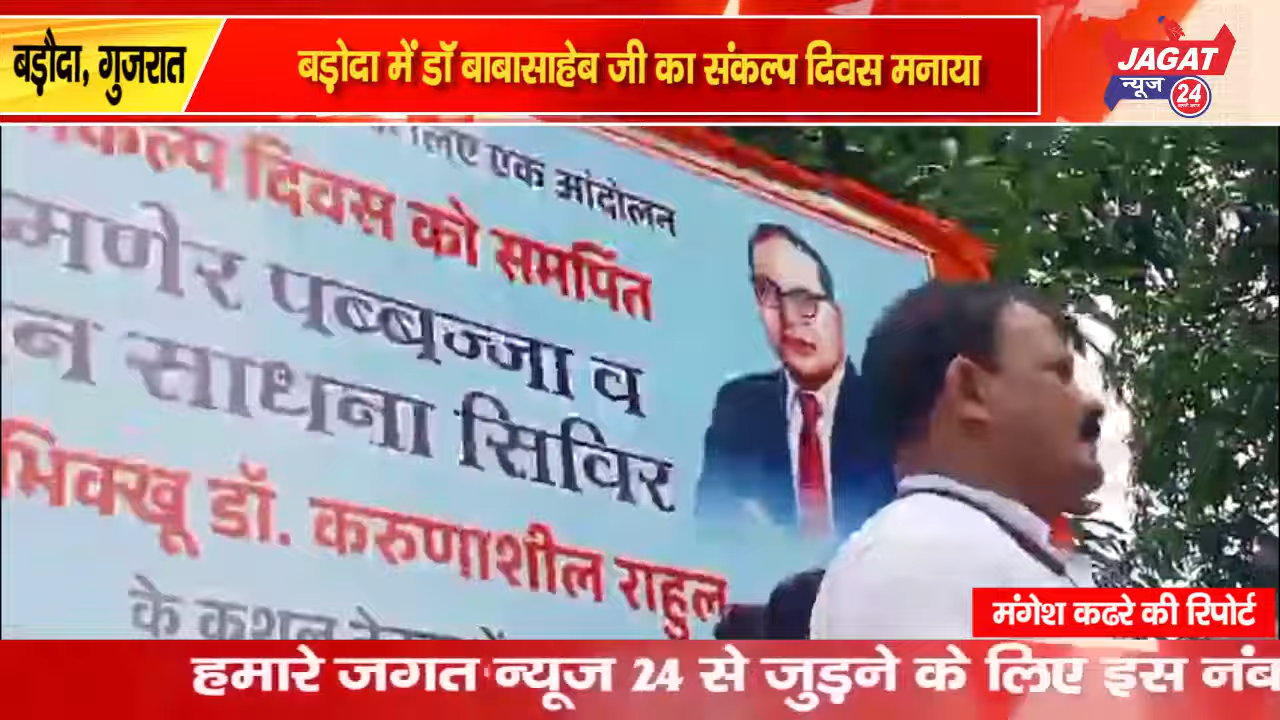 बड़ौदा, गुजरात
बड़ोदा में डॉ बाबासाहेब जी का संकल्प दिवस मनाया
JAGAT
न्यूज
24
लिए एक आंदोलन
दिवस को समर्पित
पब्बज्जा व
साधना सिविर
भिक्खू डॉ. करुणाशील राहुल
के कुशल
मंगेश कढरे की रिपोर्ट
हमारे जगत न्यूज 24 से जुड़ने के लिए इस